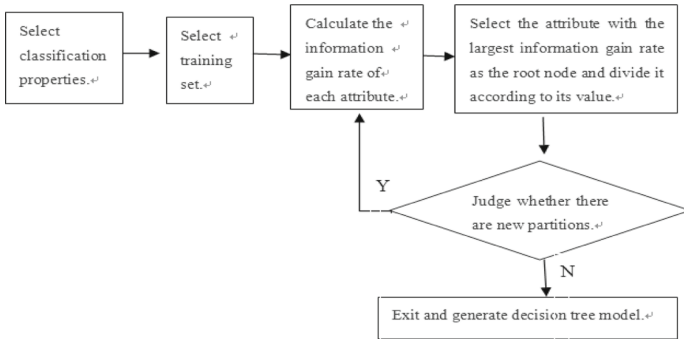 Select
classification
properties.↵
Select ↵
training
set.↵
Calculate the ↵
information ↵
gain rate of↵
each attribute.↵
Select the attribute with the
largest information gain rate
as the root node and divide it
according to its value.↵
Y
Judge whether there
are new partitions.↵
N
Exit and generate decision tree model.↵